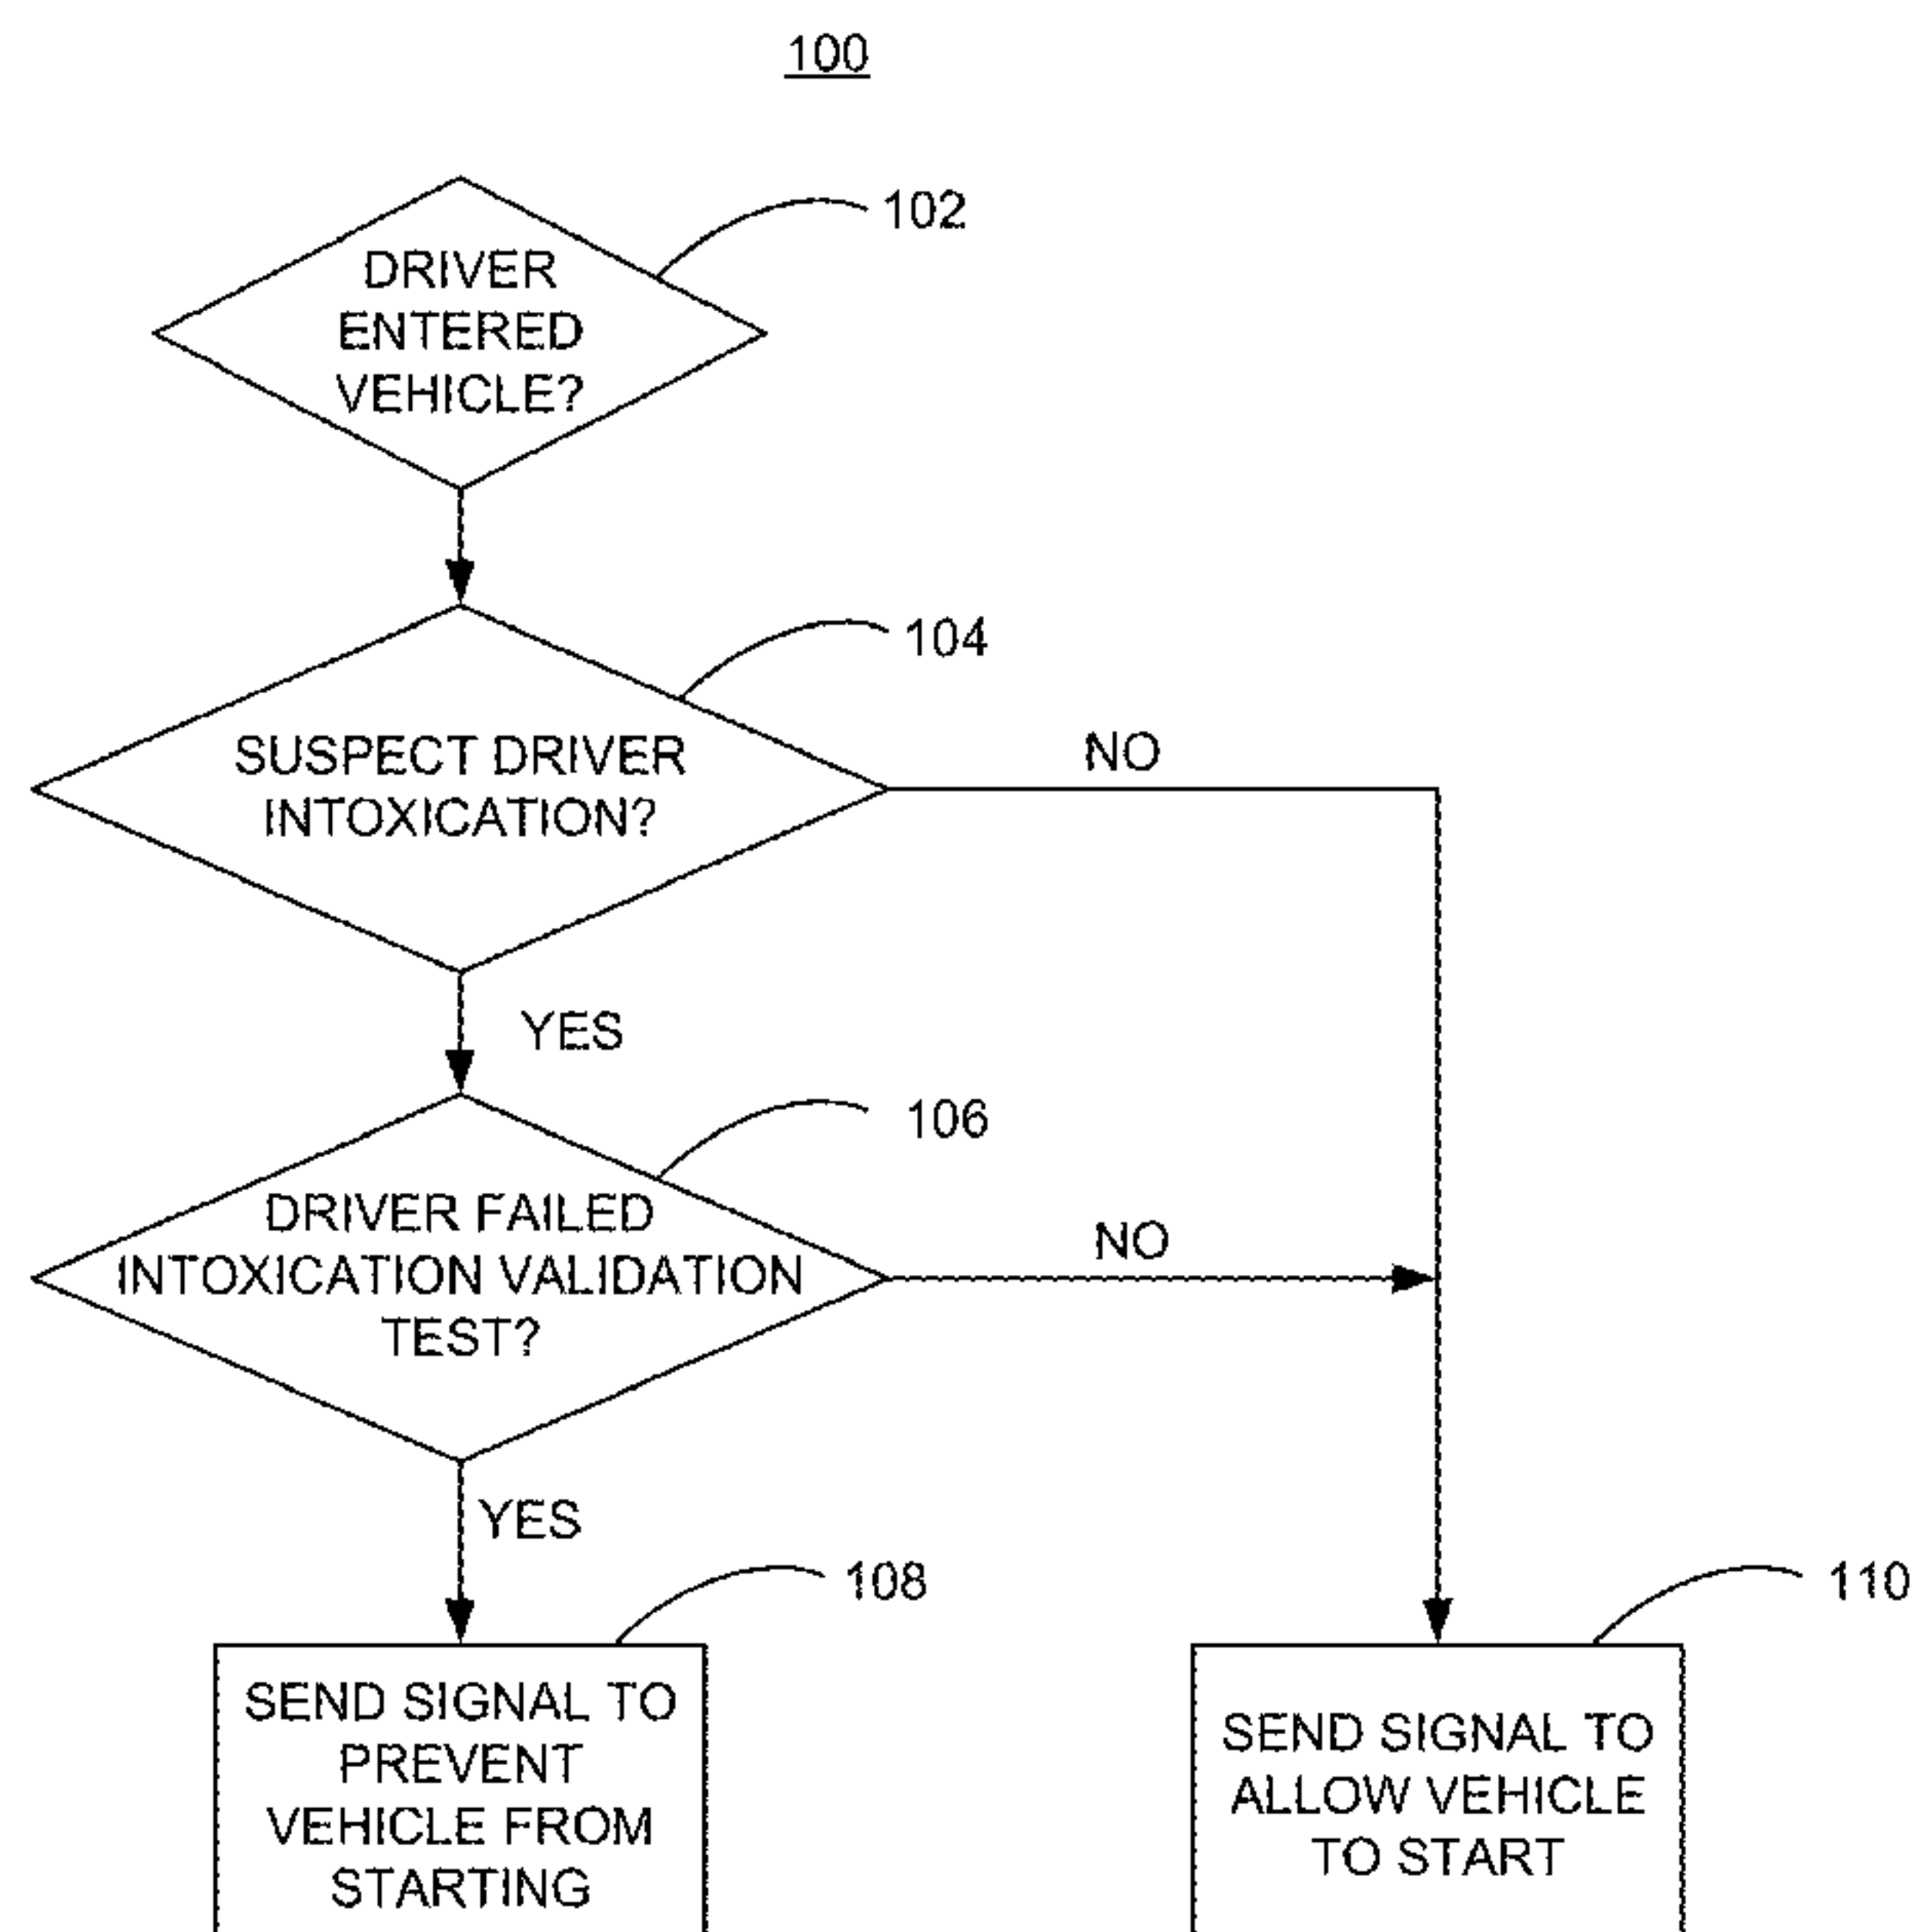 100
102
DRIVER
ENTERED
VEHICLE?
104
SUSPECT DRIVER
INTOXICATION?
NO
YES
106
DRIVER FAILED
INTOXICATION VALIDATION
TEST?
NO
YES
108
110
SEND SIGNAL TO
PREVENT
VEHICLE FROM
STARTING
SEND SIGNAL TO
ALLOW VEHICLE
TO START